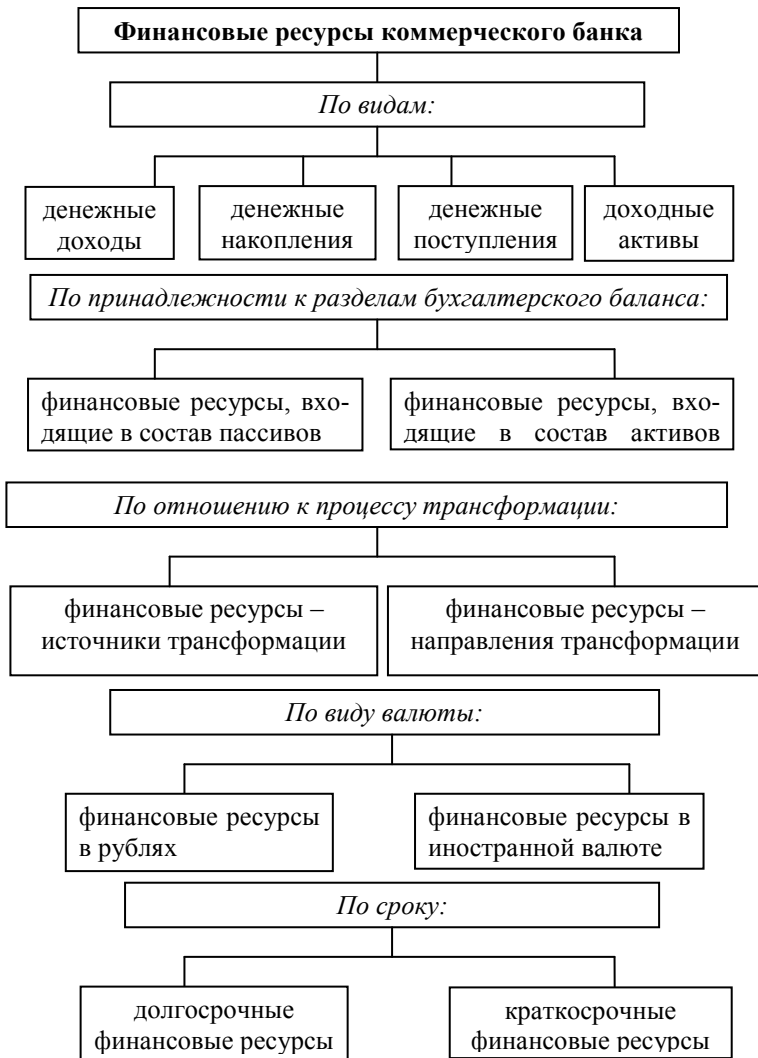 Финансовые ресурсы коммерческого банка
По видам:
денежные
доходы
денежные
накопления
денежные
поступления
доходные
активы
По принадлежности к разделам бухгалтерского баланса:
финансовые ресурсы, вхо-
дящие в состав пассивов
финансовые ресурсы, вхо-
дящие в состав активов
По отношению к процессу трансформации:
финансовые ресурсы –
источники трансформации
финансовые ресурсы –
направления трансформации
По виду валюты:
финансовые ресурсы
в рублях
финансовые ресурсы в
иностранной валюте
По сроку:
долгосрочные
финансовые ресурсы
краткосрочные
финансовые ресурсы